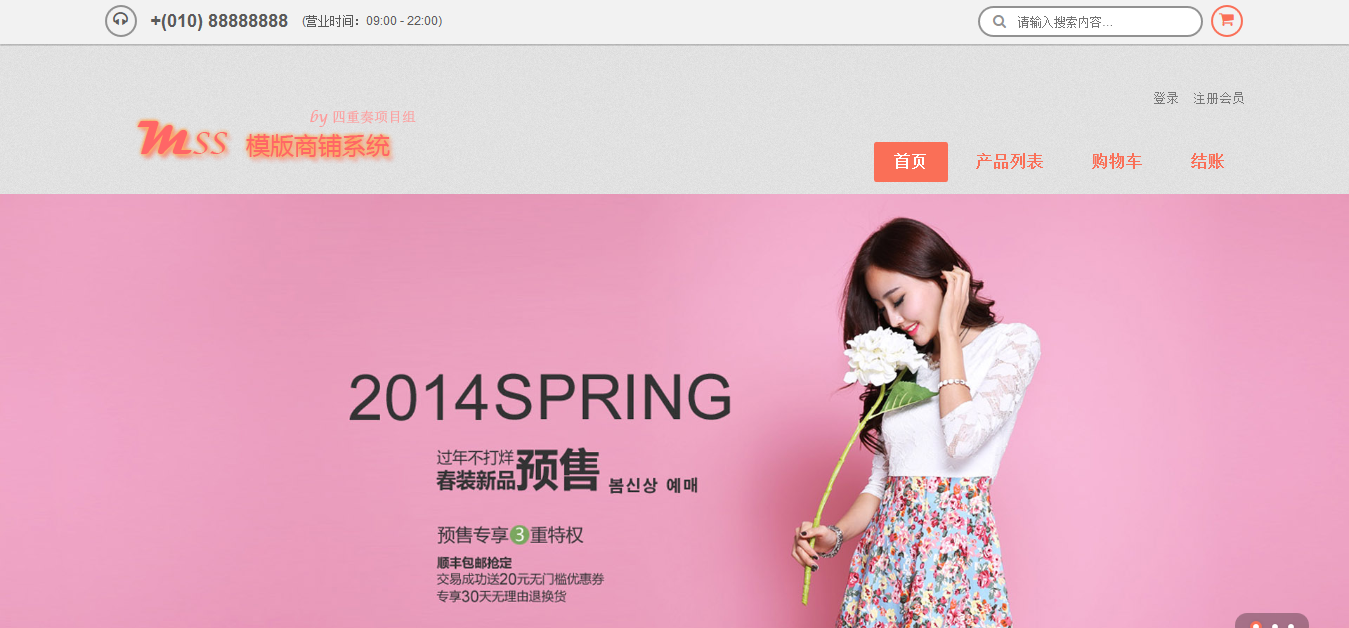 +(010) 88888888 (营业时间：09:00 - 22:00)
请输入搜索内容...
登录 注册会员
by 四重奏项目组
mss 模版商铺系统
首页 产品列表 购物车 结账
2014SPRING
过年不打烊
春装新品预售 봄신상 예매
预售专享3重特权
顺丰包邮抢定
交易成功送20元无门槛优惠券
专享30天无理由退换货